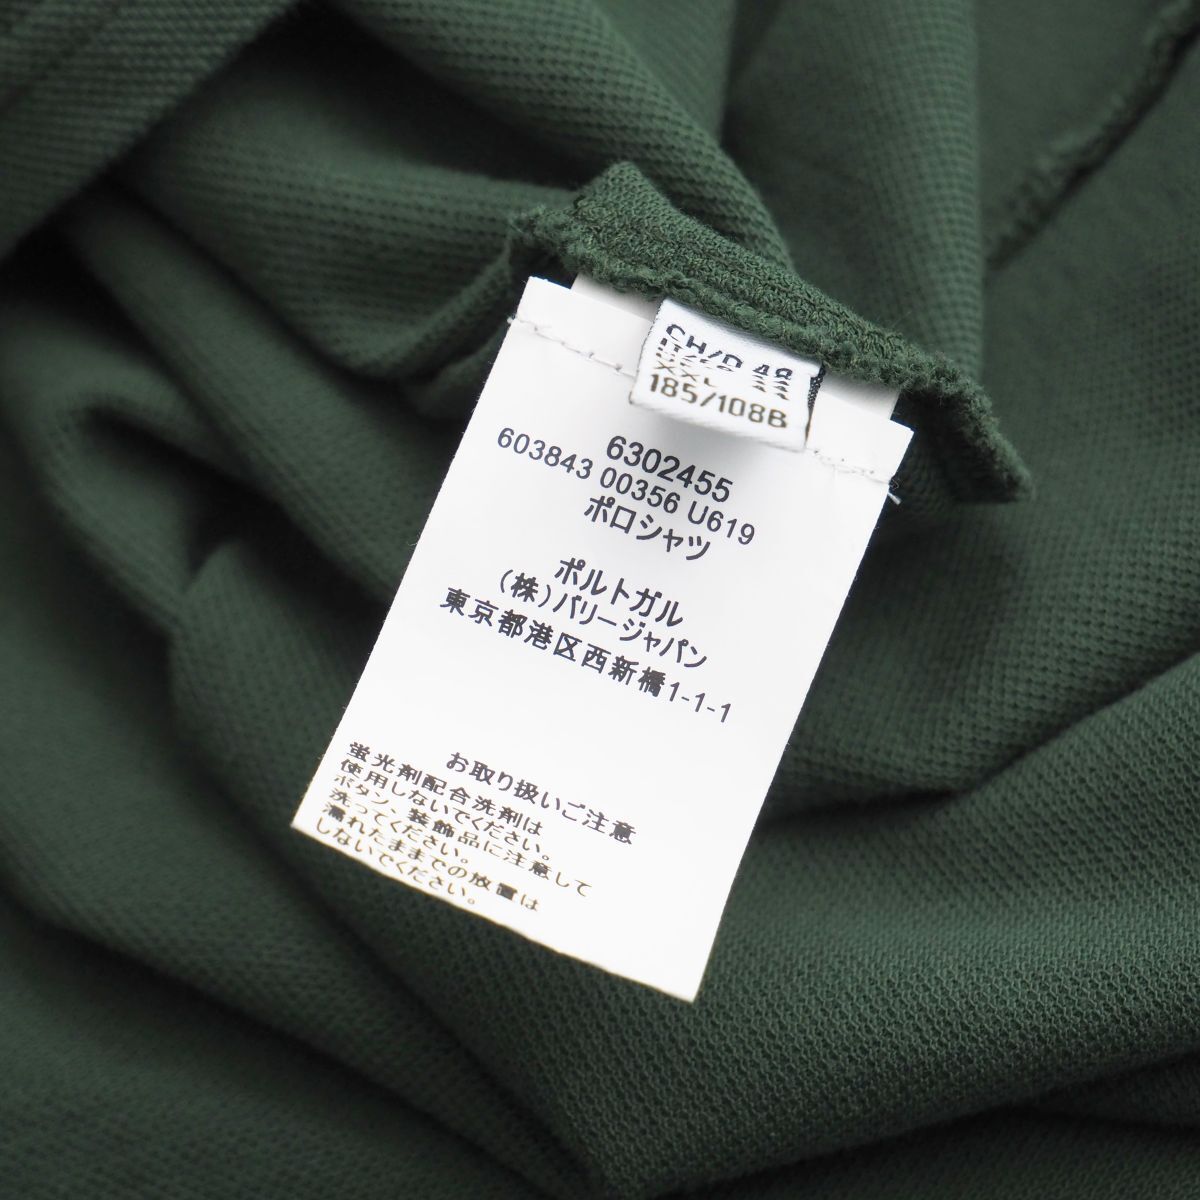 CH/D 48
XXL
185/108B
6302455
603843 00356 U619
ポロシャツ
ポルトガル
(株)バリージャパン
東京都港区西新橋1-1-1
お取り扱いご注意
蛍光剤配合洗剤は
使用しないでください。
ボタン、装飾品に注意して
洗ってください。
濡れたままでの放置は
しないでください。